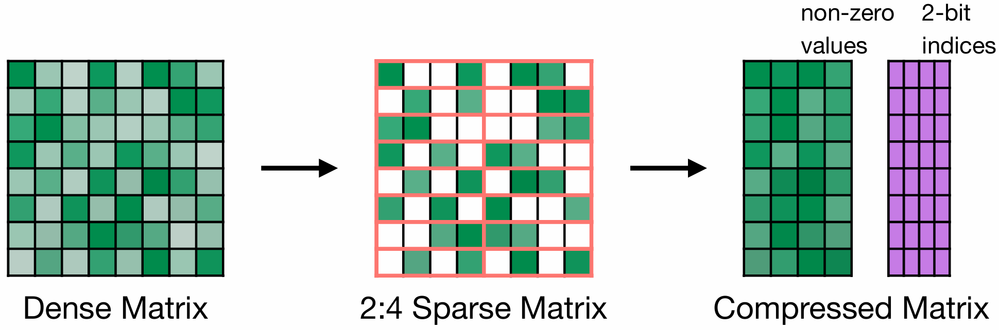 non-zero
values
2-bit
indices
Dense Matrix
2:4 Sparse Matrix
Compressed Matrix